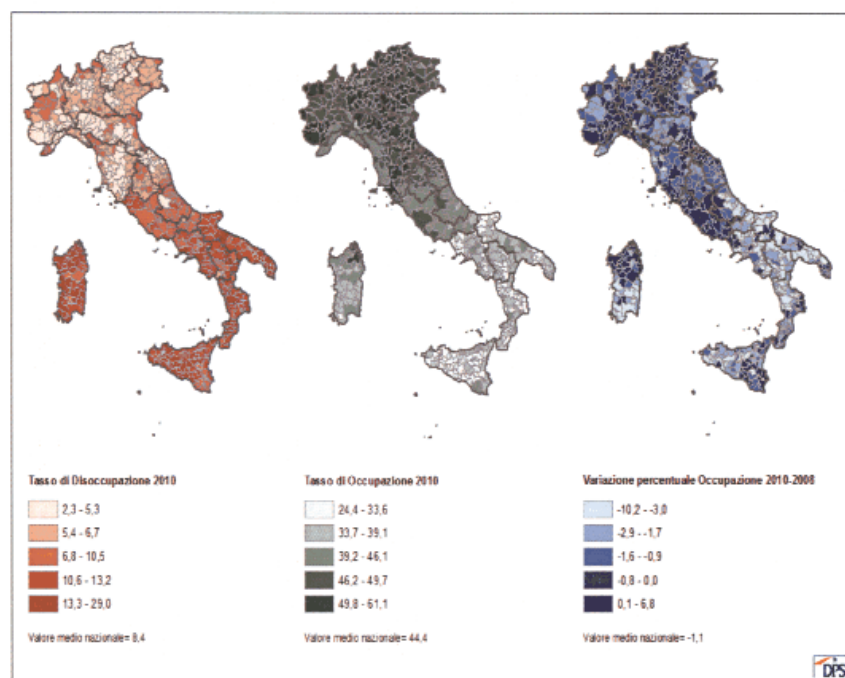 Tasso di Disoccupazione 2010
2,3 - 5,3
5,4 - 6,7
6,8 - 10,5
10,6 - 13,2
13,3 - 29,0
Valore medio nazionale= 8,4
Tasso di Occupazione 2010
24,4 - 33,6
33,7 - 39,1
39,2 - 46,1
46,2 - 49,7
49,8 - 61,1
Valore medio nazionale= 44,4
Variazione percentuale Occupazione 2010-2008
-10,2 - -3,0
-2,9 - -1,7
-1,6 - -0,9
-0,8 - 0,0
0,1 - 6,8
Valore medio nazionale= -1,1
DPS